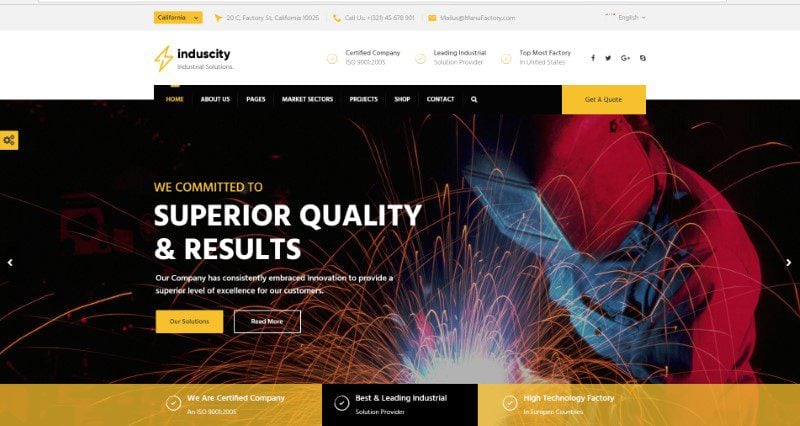 California
20 C, Factory St, California 10025
Call Us: +(321) 45 678 901
Mailus@ManuFactory.com
English
induscity
Industrial Solutions.
Certified Company
ISO 9001:2005
Leading Industrial
Solution Provider
Top Most Factory
In United States
G+
HOME
ABOUT US
PAGES
MARKET SECTORS
PROJECTS
SHOP
CONTACT
Get A Quote
WE COMMITTED TO
SUPERIOR QUALITY
& RESULTS
Our Company has consistently embraced innovation to provide a
superior level of excellence for our customers.
Our Solutions
Read More
We Are Certified Company
An ISO 9001:2005
Best & Leading Industrial
Solution Provider
High Technology Factory
In Europen Countries